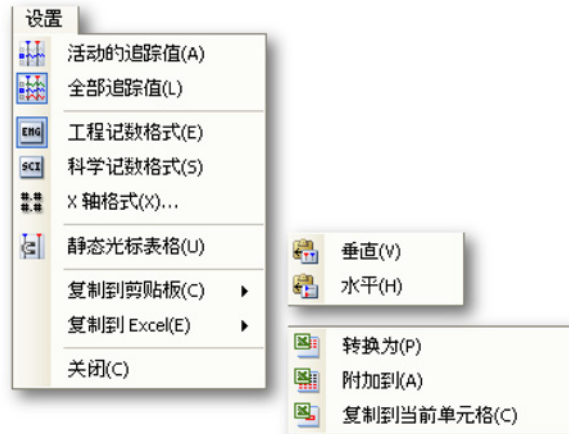 设置
活动的追踪值(A)
全部追踪值(L)
ENG 工程记数格式(E)
SCI 科学记数格式(S)
#.# #.# X 轴格式(X)...
静态光标表格(U)
复制到剪贴板(C)
复制到 Excel(E)
关闭(C)
垂直(V)
水平(H)
转换为(P)
附加到(A)
复制到当前单元格(C)